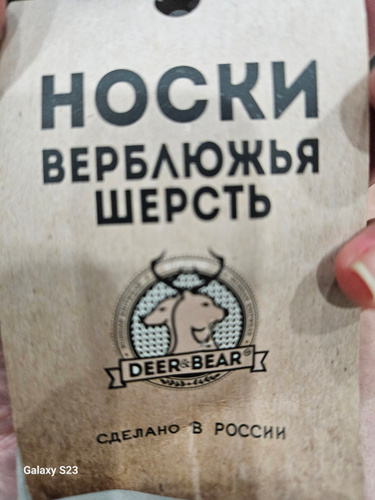 НОСКИ
ВЕРБЛЮЖЬЯ
ШЕРСТЬ
DEER&BEAR®
СДЕЛАНО В РОССИИ
Galaxy S23